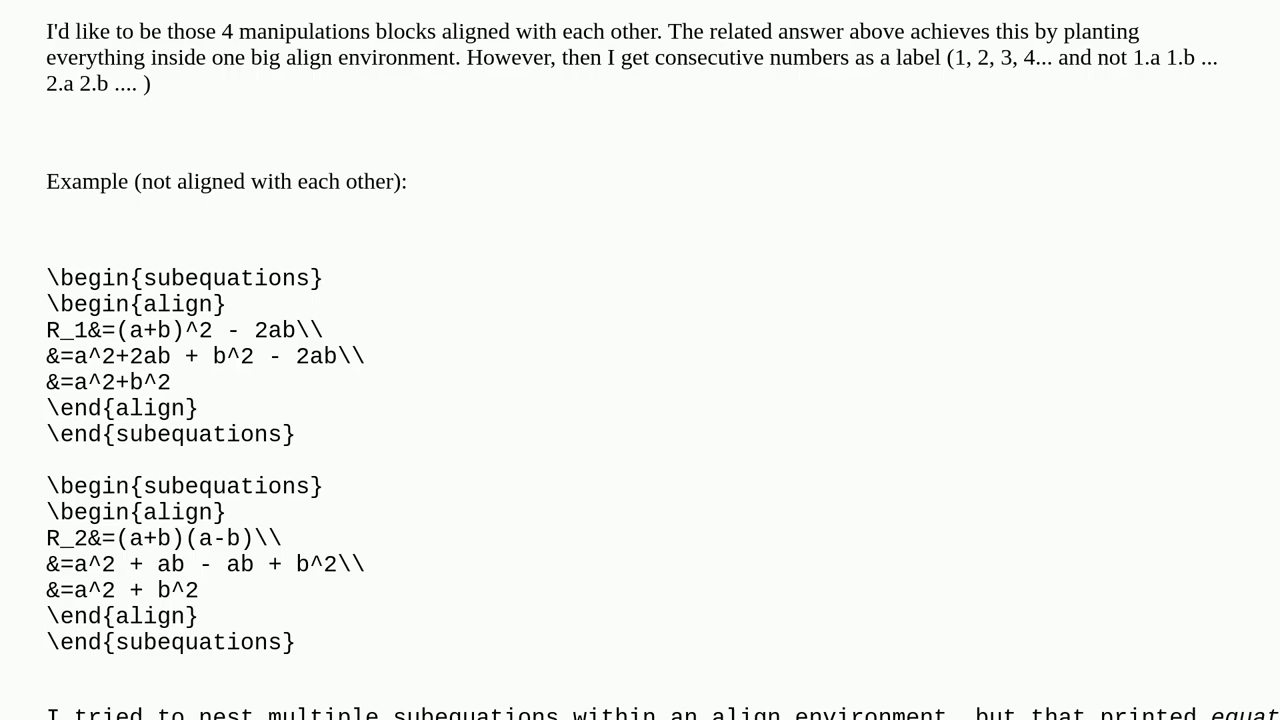 I'd like to be those 4 manipulations blocks aligned with each other. The related answer above achieves this by planting
everything inside one big align environment. However, then I get consecutive numbers as a label (1, 2, 3, 4... and not 1.a 1.b ...
2.a 2.b .... )
Example (not aligned with each other):
\begin{subequations}
\begin{align}
R_1&=(a+b)^2 - 2ab\\
&=a^2+2ab + b^2 - 2ab\\
&=a^2+b^2
\end{align}
\end{subequations}
\begin{subequations}
\begin{align}
R_2&=(a+b)(a-b)\\
&=a^2 + ab - ab + b^2\\
&=a^2 + b^2
\end{align}
\end{subequations}
I tried to nest multiple subequations within an align environment, but that printed equat